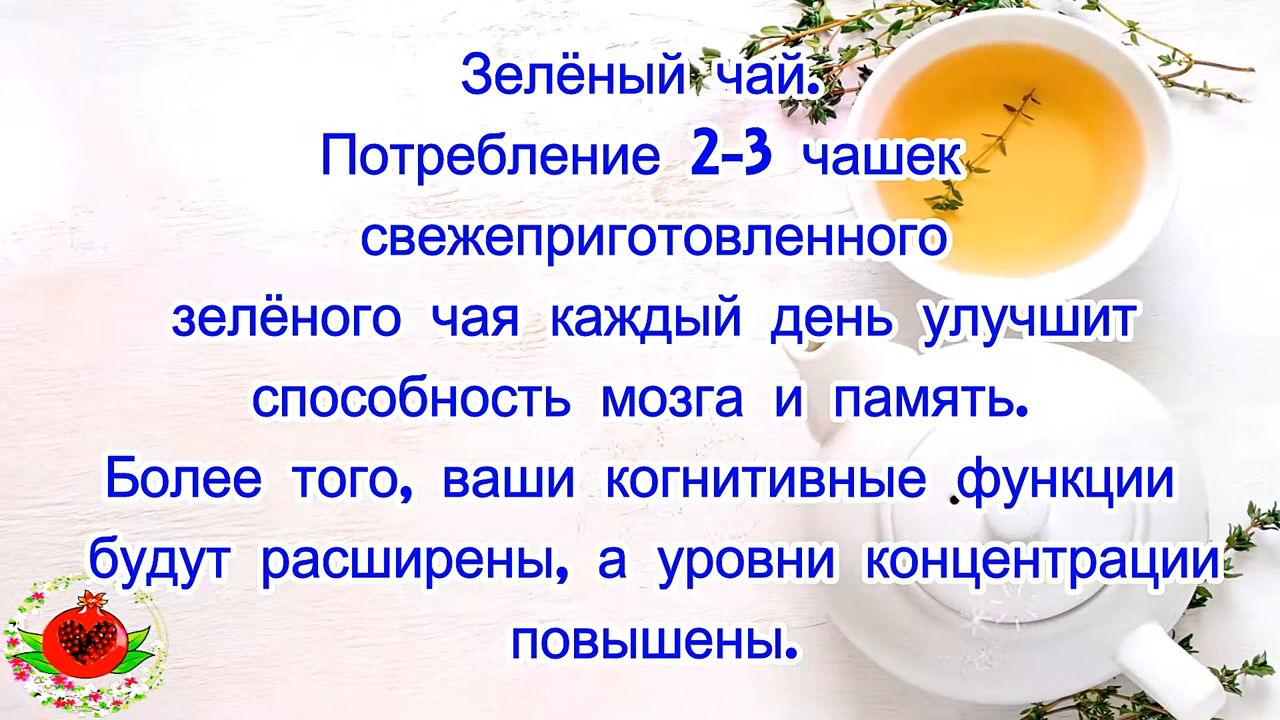 Зелёный чай.
Потребление 2-3 чашек
свежеприготовленного
зелёного чая каждый день улучшит
способность мозга и память.
Более того, ваши когнитивные функции
будут расширены, а уровни концентрации
повышены.